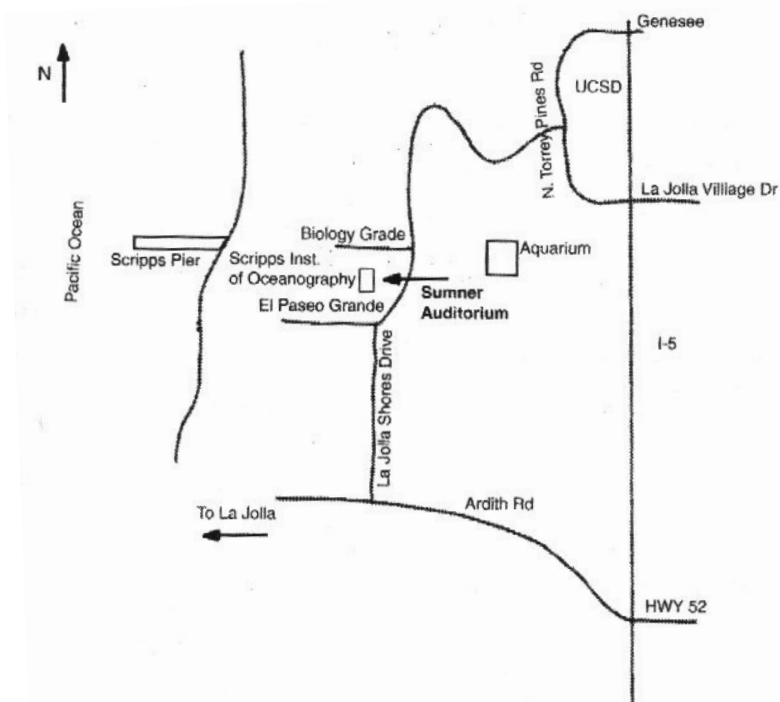 Genesee
N
UCSD
N. Torrey Pines Rd
La Jolla Villiage Dr
Pacific Ocean
Biology Grade
Aquarium
Scripps Pier
Scripps Inst.
of Oceanography
Sumner
Auditorium
El Paseo Grande
I-5
La Jolla Shores Drive
Ardith Rd
To La Jolla
HWY 52